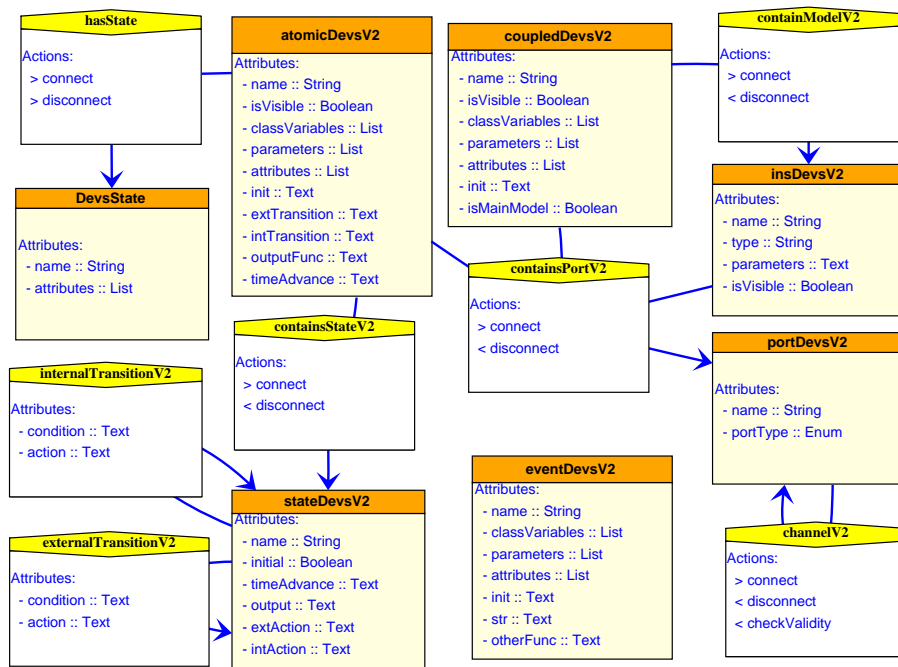 hasState
Actions:
> connect
> disconnect
atomicDevsV2
Attributes:
- name :: String
- isVisible :: Boolean
- classVariables :: List
- parameters :: List
- attributes :: List
- init :: Text
- extTransition :: Text
- intTransition :: Text
- outputFunc :: Text
- timeAdvance :: Text
coupledDevsV2
Attributes:
- name :: String
- isVisible :: Boolean
- classVariables :: List
- parameters :: List
- attributes :: List
- init :: Text
- isMainModel :: Boolean
containModelV2
Actions:
> connect
< disconnect
DevsState
Attributes:
- name :: String
- attributes :: List
insDevsV2
Attributes:
- name :: String
- type :: String
- parameters :: Text
- isVisible :: Boolean
containsPortV2
Actions:
> connect
< disconnect
containsStateV2
Actions:
> connect
< disconnect
portDevsV2
Attributes:
- name :: String
- portType :: Enum
internalTransitionV2
Attributes:
- condition :: Text
- action :: Text
stateDevsV2
Attributes:
- name :: String
- initial :: Boolean
- timeAdvance :: Text
- output :: Text
- extAction :: Text
- intAction :: Text
eventDevsV2
Attributes:
- name :: String
- classVariables :: List
- parameters :: List
- attributes :: List
- init :: Text
- str :: Text
- otherFunc :: Text
externalTransitionV2
Attributes:
- condition :: Text
- action :: Text
channelV2
Actions:
> connect
< disconnect
< checkValidity